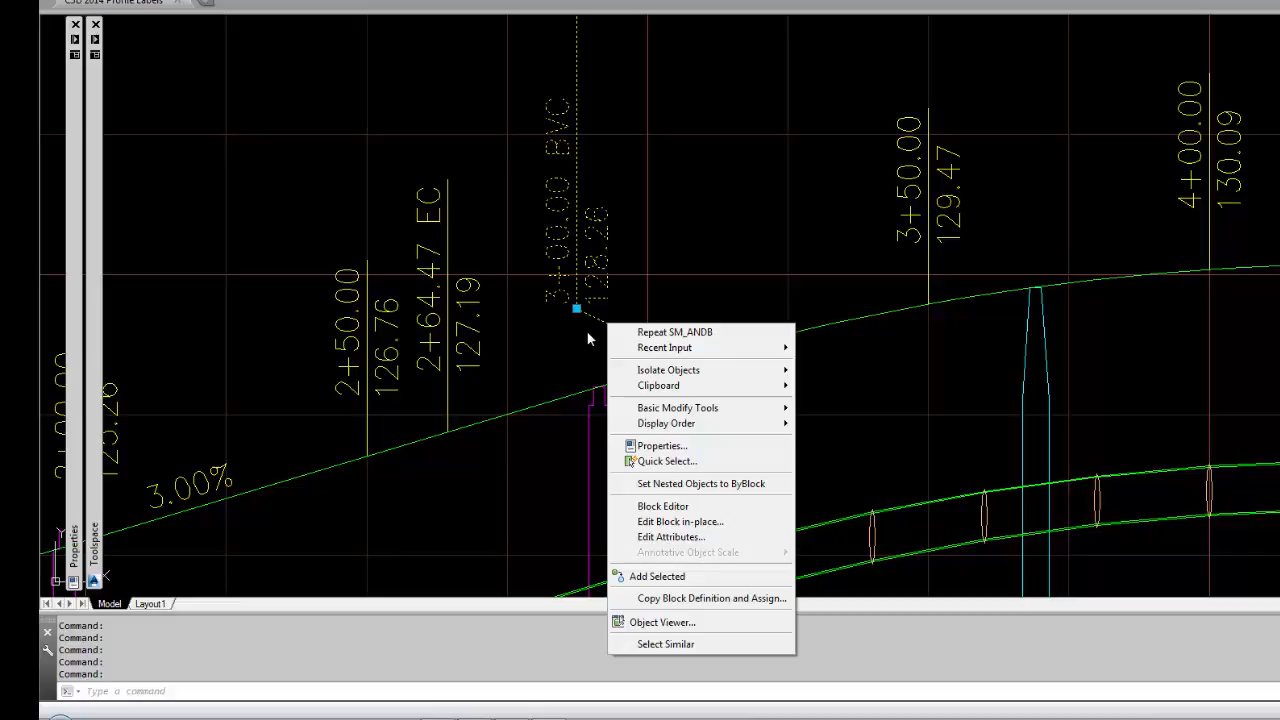 C3D 2014 Profile Labels
3+00.00 BVC
128.26
3+50.00
129.47
4+00.00
130.09
2+64.47 EC
127.19
2+50.00
126.76
3.00%
Properties
Toolspace
Y
X
Repeat SM_ANDB
Recent Input
Isolate Objects
Clipboard
Basic Modify Tools
Display Order
Properties...
Quick Select...
Set Nested Objects to ByBlock
Block Editor
Edit Block in-place...
Edit Attributes...
Annotative Object Scale
Add Selected
Copy Block Definition and Assign...
Object Viewer...
Select Similar
Model
Layout1
Command:
Command:
Command:
Command:
Command:
Type a command